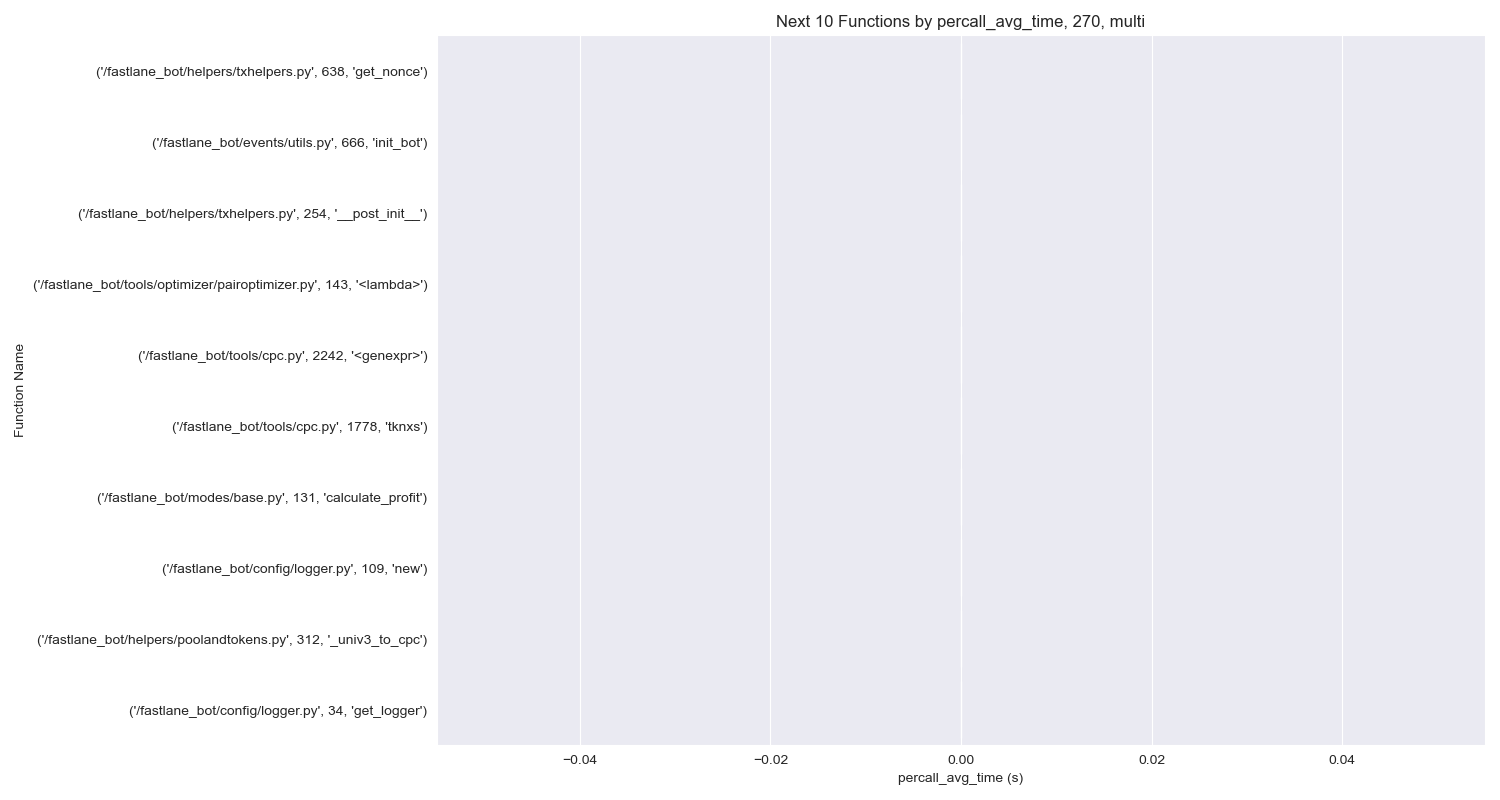 Next 10 Functions by percall_avg_time, 270, multi
('/fastlane_bot/helpers/txhelpers.py', 638, 'get_nonce')
('/fastlane_bot/events/utils.py', 666, 'init_bot')
('/fastlane_bot/helpers/txhelpers.py', 254, '__post_init__')
('/fastlane_bot/tools/optimizer/pairoptimizer.py', 143, '<lambda>')
('/fastlane_bot/tools/cpc.py', 2242, '<genexpr>')
('/fastlane_bot/tools/cpc.py', 1778, 'tknxs')
('/fastlane_bot/modes/base.py', 131, 'calculate_profit')
('/fastlane_bot/config/logger.py', 109, 'new')
('/fastlane_bot/helpers/poolandtokens.py', 312, '_univ3_to_cpc')
('/fastlane_bot/config/logger.py', 34, 'get_logger')
Function Name
−0.04 −0.02 0.00 0.02 0.04
percall_avg_time (s)